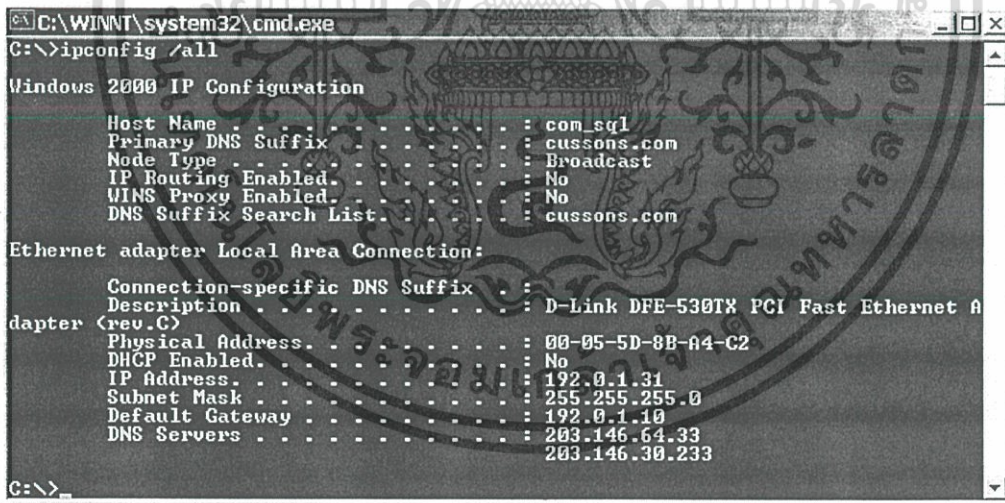 C:\WINNT\system32\cmd.exe
C:\>ipconfig /all
Windows 2000 IP Configuration
Host Name . . . . . . . . . . . . : com_sql
Primary DNS Suffix . . . . . . . : cussons.com
Node Type . . . . . . . . . . . . : Broadcast
IP Routing Enabled. . . . . . . . : No
WINS Proxy Enabled. . . . . . . . : No
DNS Suffix Search List. . . . . . : cussons.com
Ethernet adapter Local Area Connection:
Connection-specific DNS Suffix . :
Description . . . . . . . . . . . : D-Link DFE-530TX PCI Fast Ethernet A
dapter (rev.C)
Physical Address. . . . . . . . . : 00-05-5D-8B-A4-C2
DHCP Enabled. . . . . . . . . . . : No
IP Address. . . . . . . . . . . . : 192.0.1.31
Subnet Mask . . . . . . . . . . . : 255.255.255.0
Default Gateway . . . . . . . . . : 192.0.1.10
DNS Servers . . . . . . . . . . . : 203.146.64.33
203.146.30.233
C:\>_